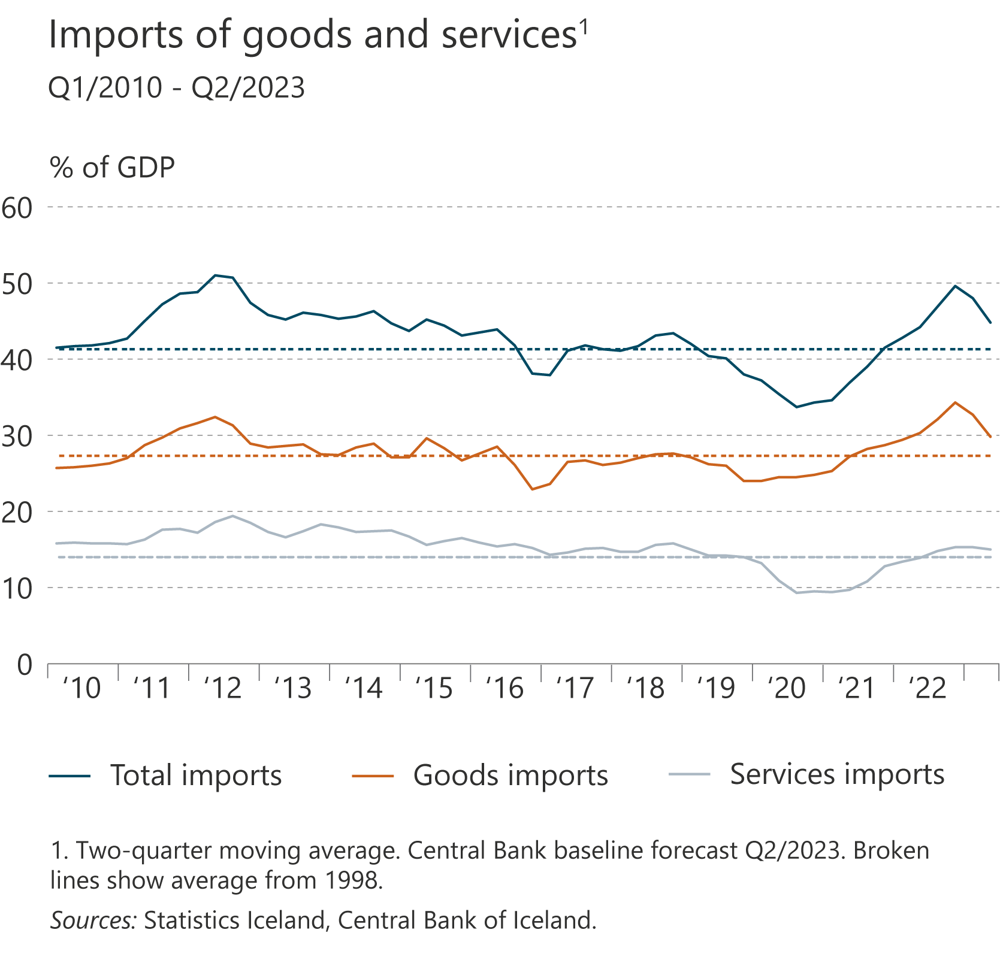 Imports of goods and services¹
Q1/2010 - Q2/2023
% of GDP
60
50
40
30
20
10
0
‘10 ‘11 ‘12 ‘13 ‘14 ‘15 ‘16 ‘17 ‘18 ‘19 ‘20 ‘21 ‘22
Total imports Goods imports Services imports
1. Two-quarter moving average. Central Bank baseline forecast Q2/2023. Broken
lines show average from 1998.
Sources: Statistics Iceland, Central Bank of Iceland.